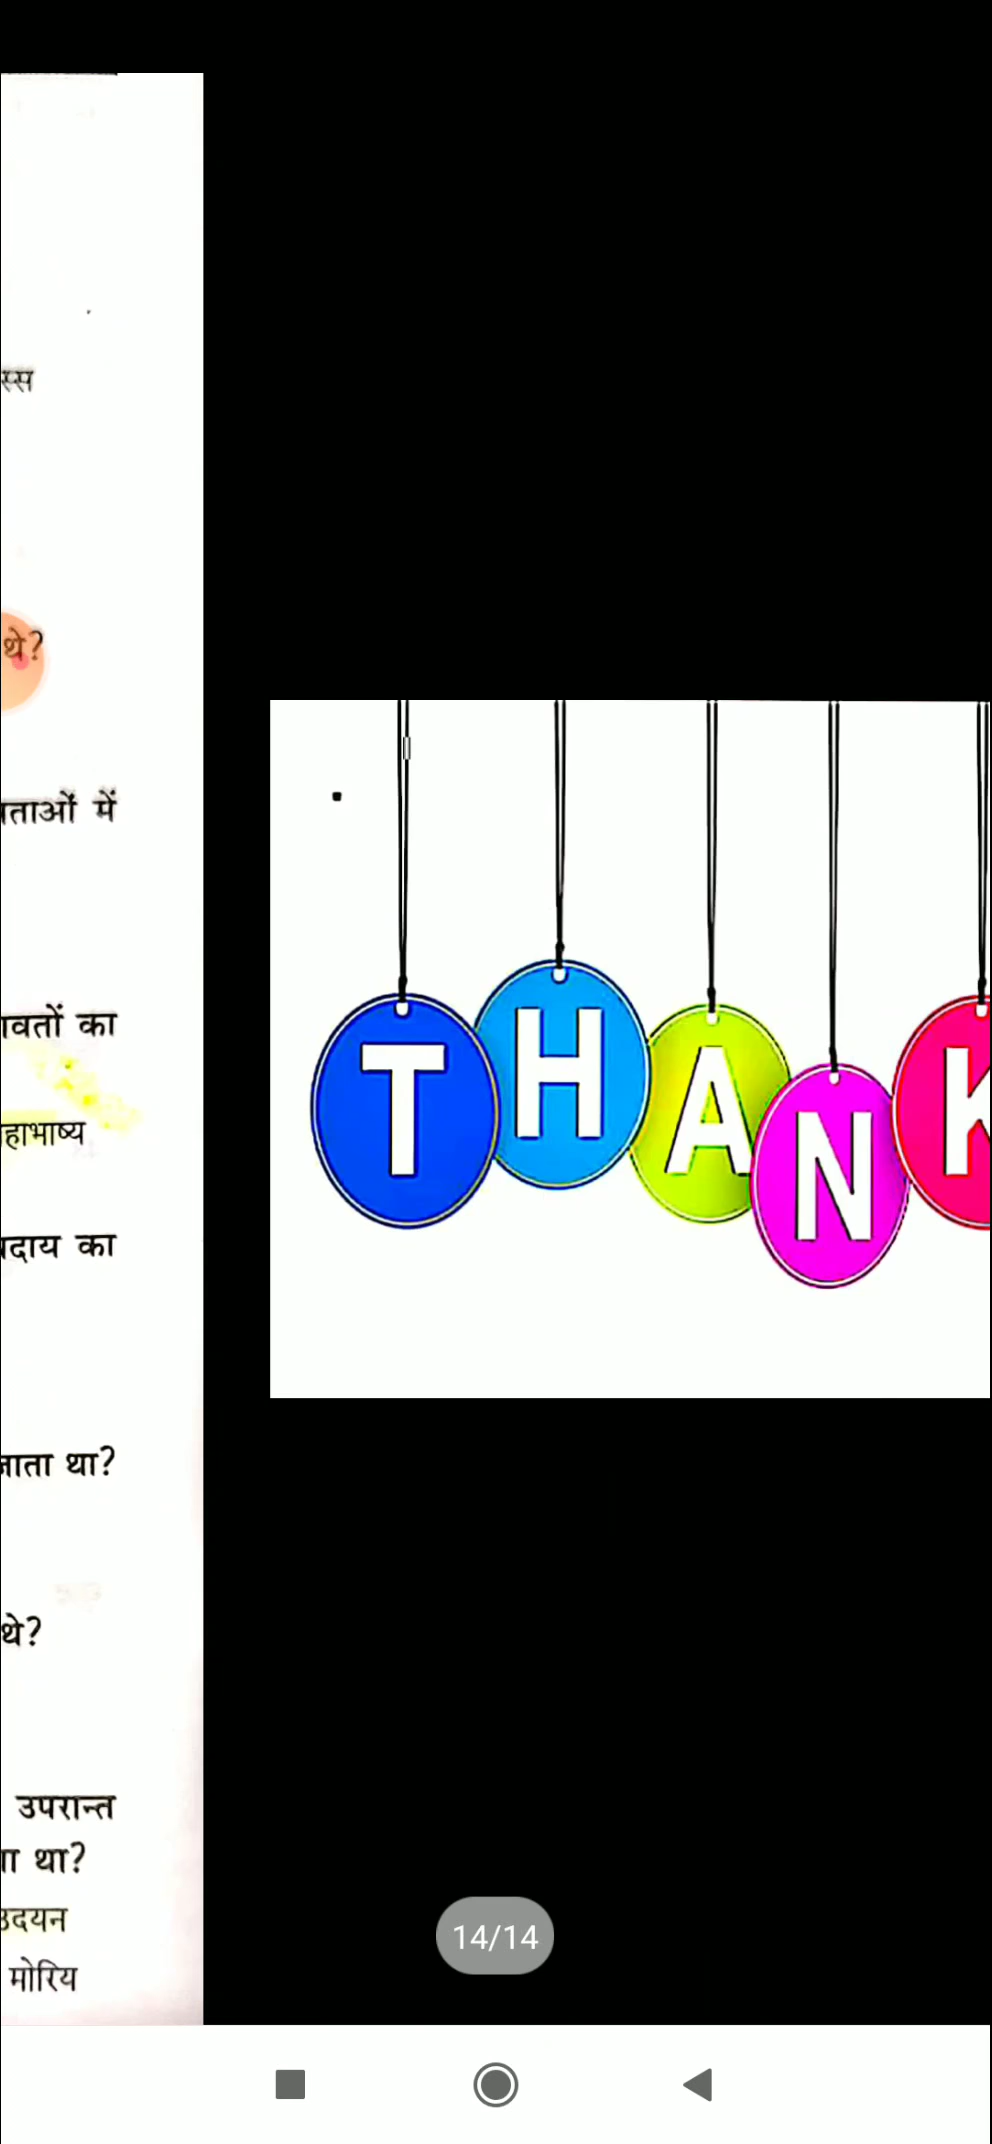 स्स
थे?
ताओं में
वतों का
हाभाष्य
दाय का
जाता था?
थे?
उपरान्त
ा था?
उदयन
मोरिय
THANK
14/14